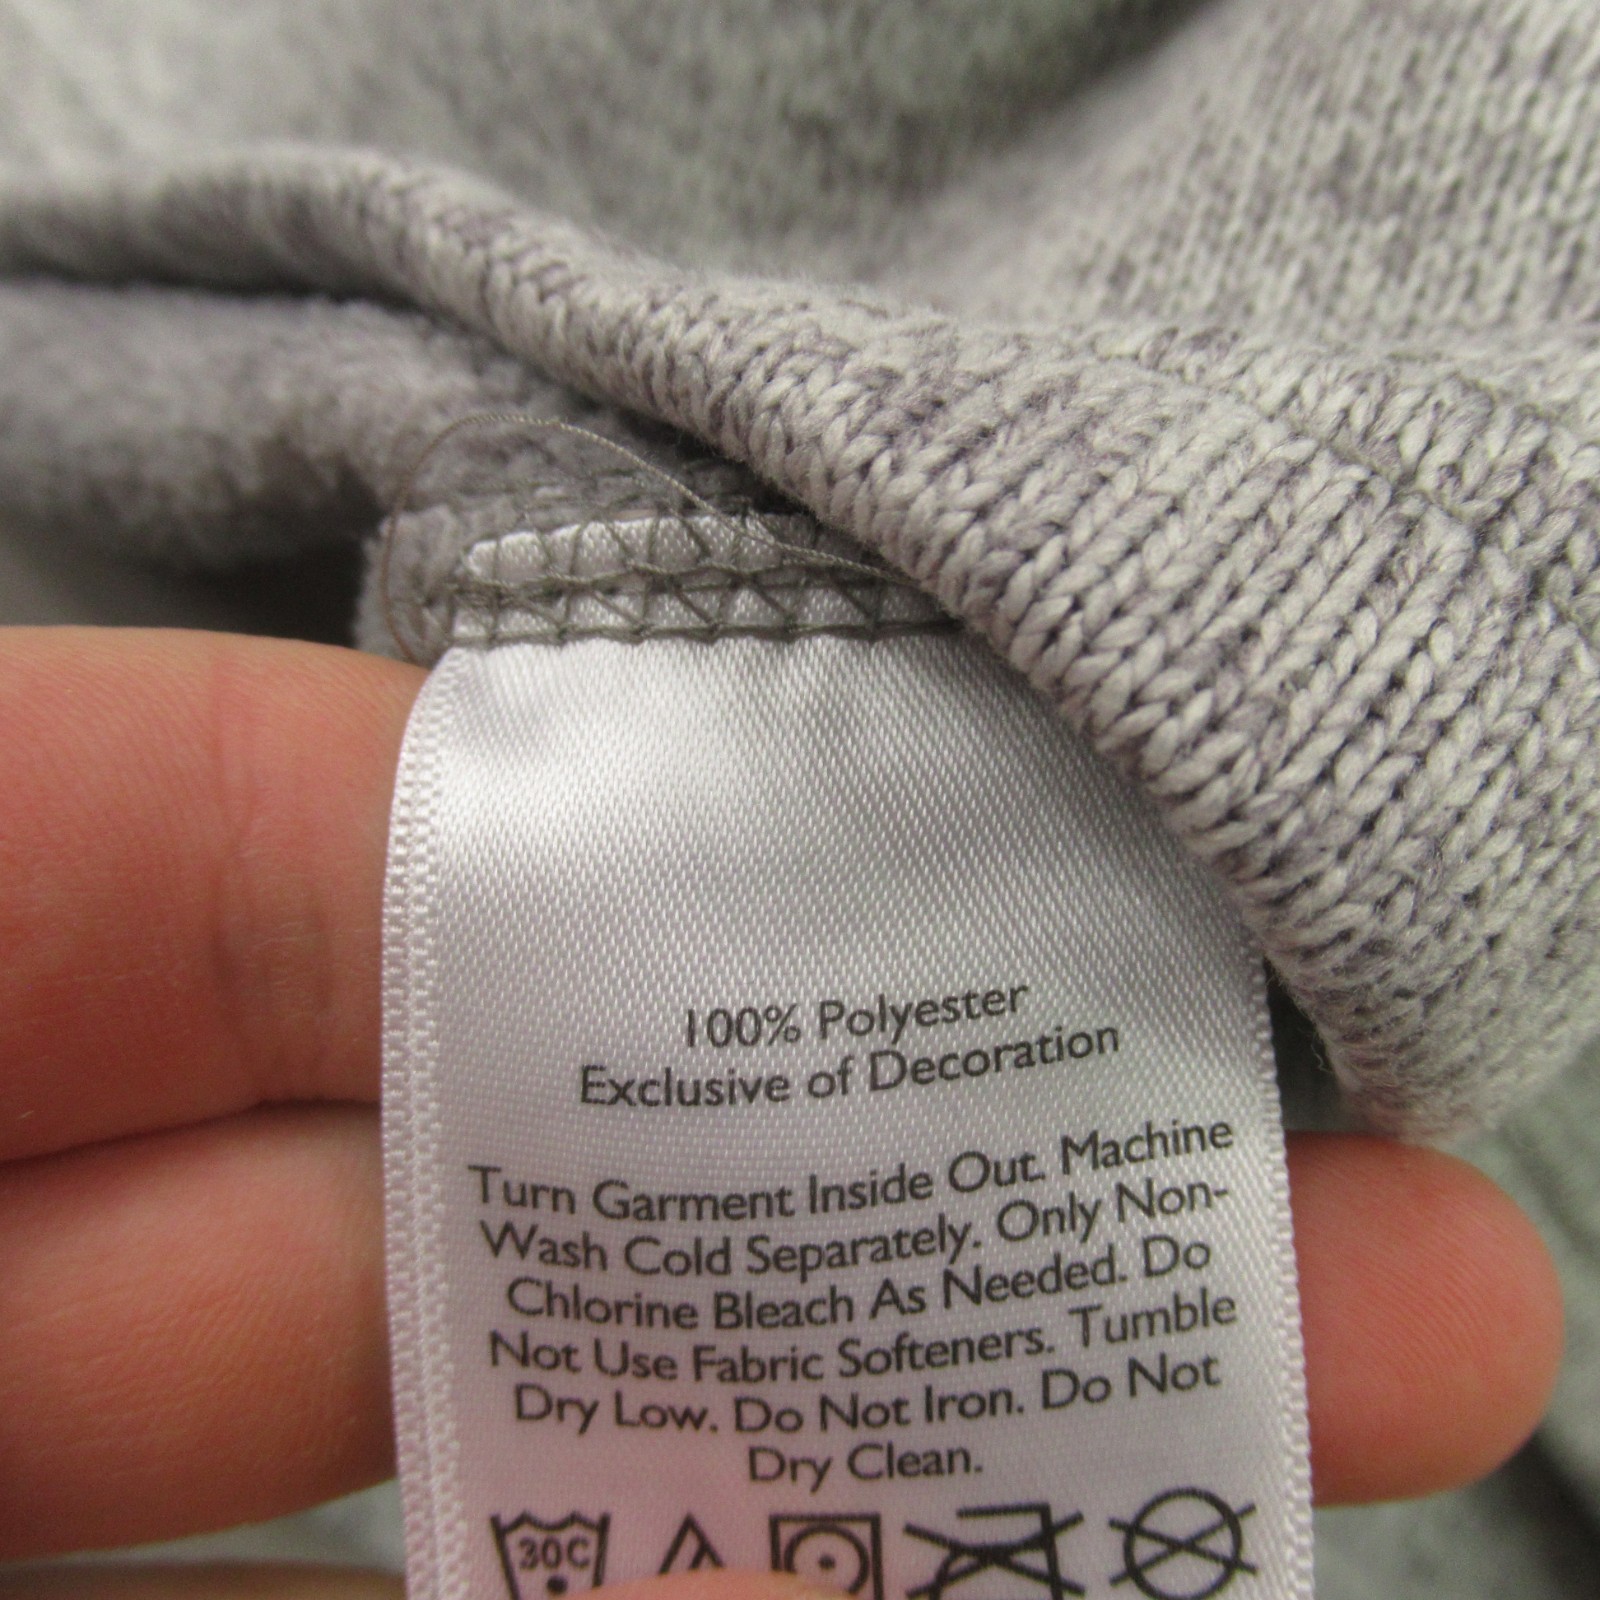 100% Polyester
Exclusive of Decoration
Turn Garment Inside Out. Machine
Wash Cold Separately. Only Non-
Chlorine Bleach As Needed. Do
Not Use Fabric Softeners. Tumble
Dry Low. Do Not Iron. Do Not
Dry Clean.
30C